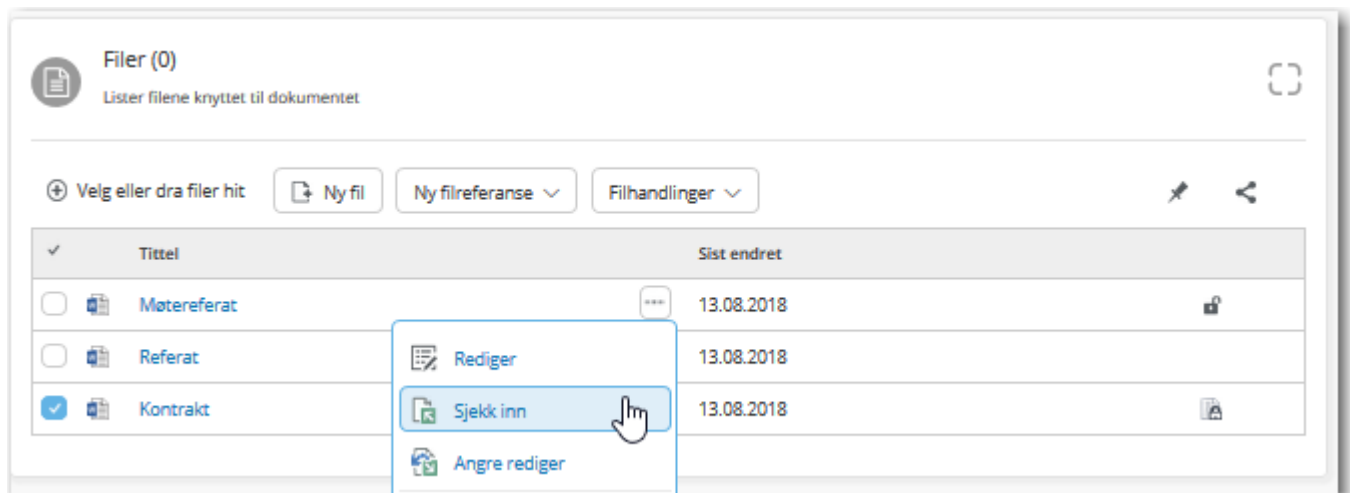 Filer (0)
Lister filene knyttet til dokumentet
Velg eller dra filer hit Ny fil Ny filreferanse Filhandlinger
Tittel Sist endret
Møtereferat 13.08.2018
Rediger
Referat 13.08.2018
Sjekk inn
Kontrakt 13.08.2018
Angre rediger